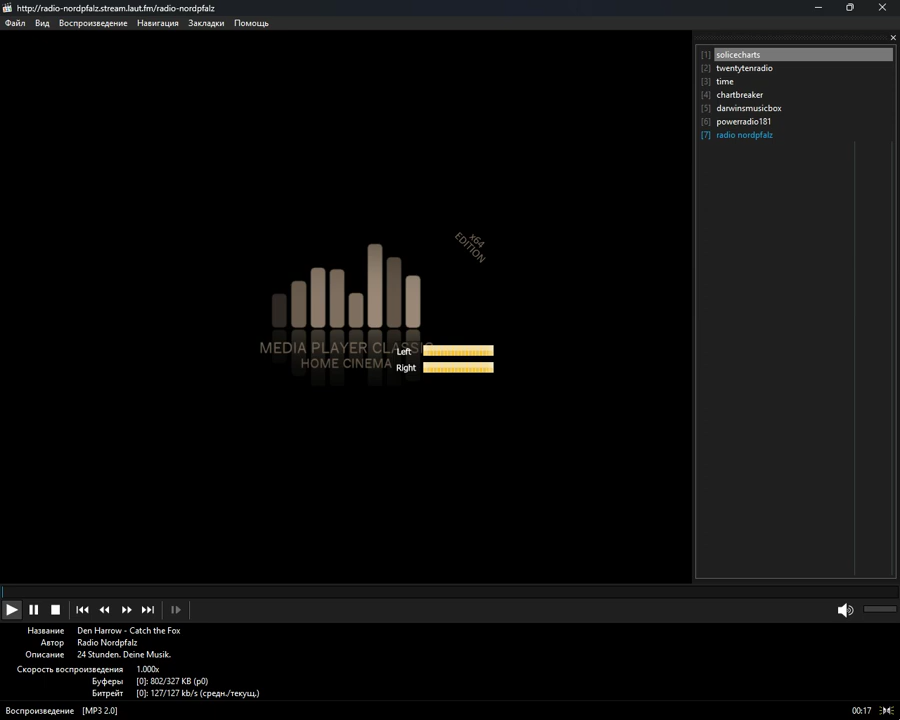 http://radio-nordpfalz.stream.laut.fm/radio-nordpfalz
Файл Вид Воспроизведение Навигация Закладки Помощь
[1] solicecharts
[2] twentytenradio
[3] time
[4] chartbreaker
[5] darwinsmusicbox
[6] powerradio181
[7] radio nordpfalz
x64
EDITION
MEDIA PLAYER CLASSIC
HOME CINEMA
Left
Right
Название Den Harrow - Catch the Fox
Автор Radio Nordpfalz
Описание 24 Stunden. Deine Musik.
Скорость воспроизведения 1.000x
Буферы [0]: 802/327 KB (p0)
Битрейт [0]: 127/127 kb/s (средн./текущ.)
Воспроизведение [MP3 2.0] 00:17